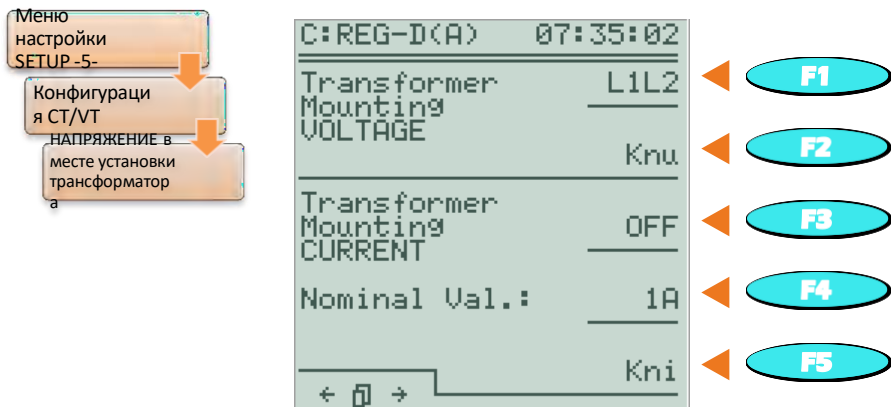 Меню
настройки
SETUP -5-
Конфигураци
я CT/VT
НАПРЯЖЕНИЕ в
месте установки
трансформатор
а
C:REG-D(A) 07:35:02
Transformer L1L2
Mounting
VOLTAGE
Knu
Transformer
Mounting OFF
CURRENT
Nominal Val.: 1A
Kni
← →
F1
F2
F3
F4
F5